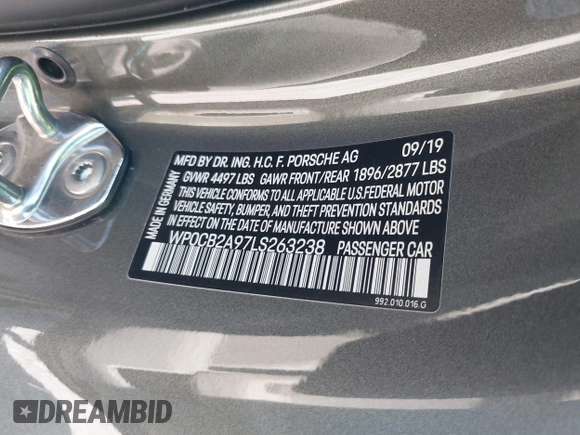 MFD BY DR. ING. H.C. F. PORSCHE AG 09/19
GVWR 4497 LBS GAWR FRONT/REAR 1896/2877 LBS
THIS VEHICLE CONFORMS TO ALL APPLICABLE U.S.FEDERAL MOTOR
VEHICLE SAFETY, BUMPER, AND THEFT PREVENTION STANDARDS
IN EFFECT ON THE DATE OF MANUFACTURE SHOWN ABOVE
WP0CB2A97LS263238 PASSENGER CAR
MADE IN GERMANY
992.010.016.G
DREAMBID